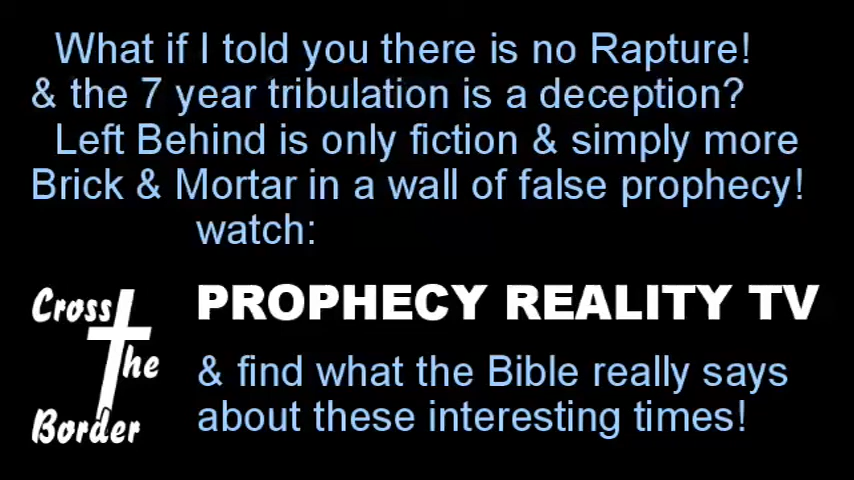 What if I told you there is no Rapture!
& the 7 year tribulation is a deception?
Left Behind is only fiction & simply more
Brick & Mortar in a wall of false prophecy!
watch:
PROPHECY REALITY TV
Cross
The
Border
& find what the Bible really says
about these interesting times!